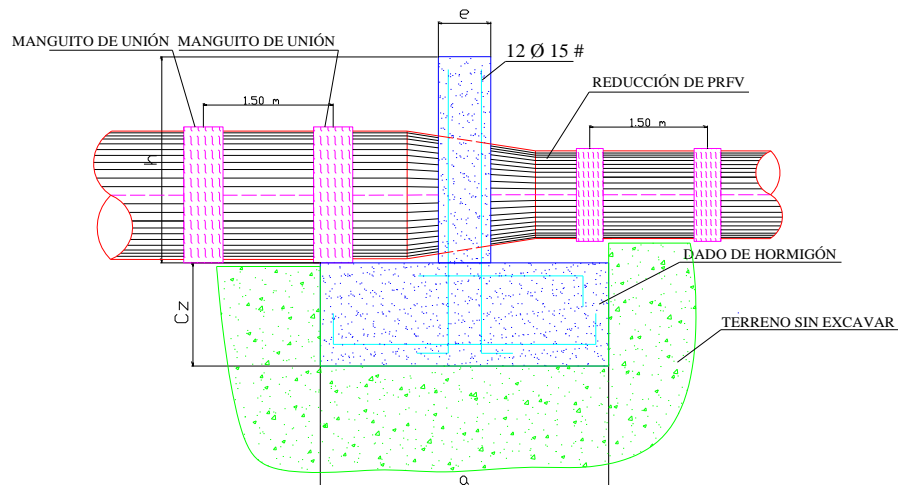 e
MANGUITO DE UNIÓN MANGUITO DE UNIÓN
12 Ø 15 #
REDUCCIÓN DE PRFV
1.50 m
1.50 m
h
DADO DE HORMIGÓN
Cz
TERRENO SIN EXCAVAR
a